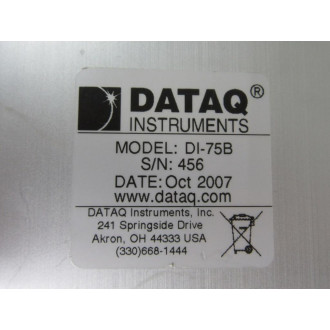 DATAQ®
INSTRUMENTS
MODEL: DI-75B
S/N: 456
DATE: Oct 2007
www.dataq.com
DATAQ Instruments, Inc.
241 Springside Drive
Akron, OH 44333 USA
(330)668-1444